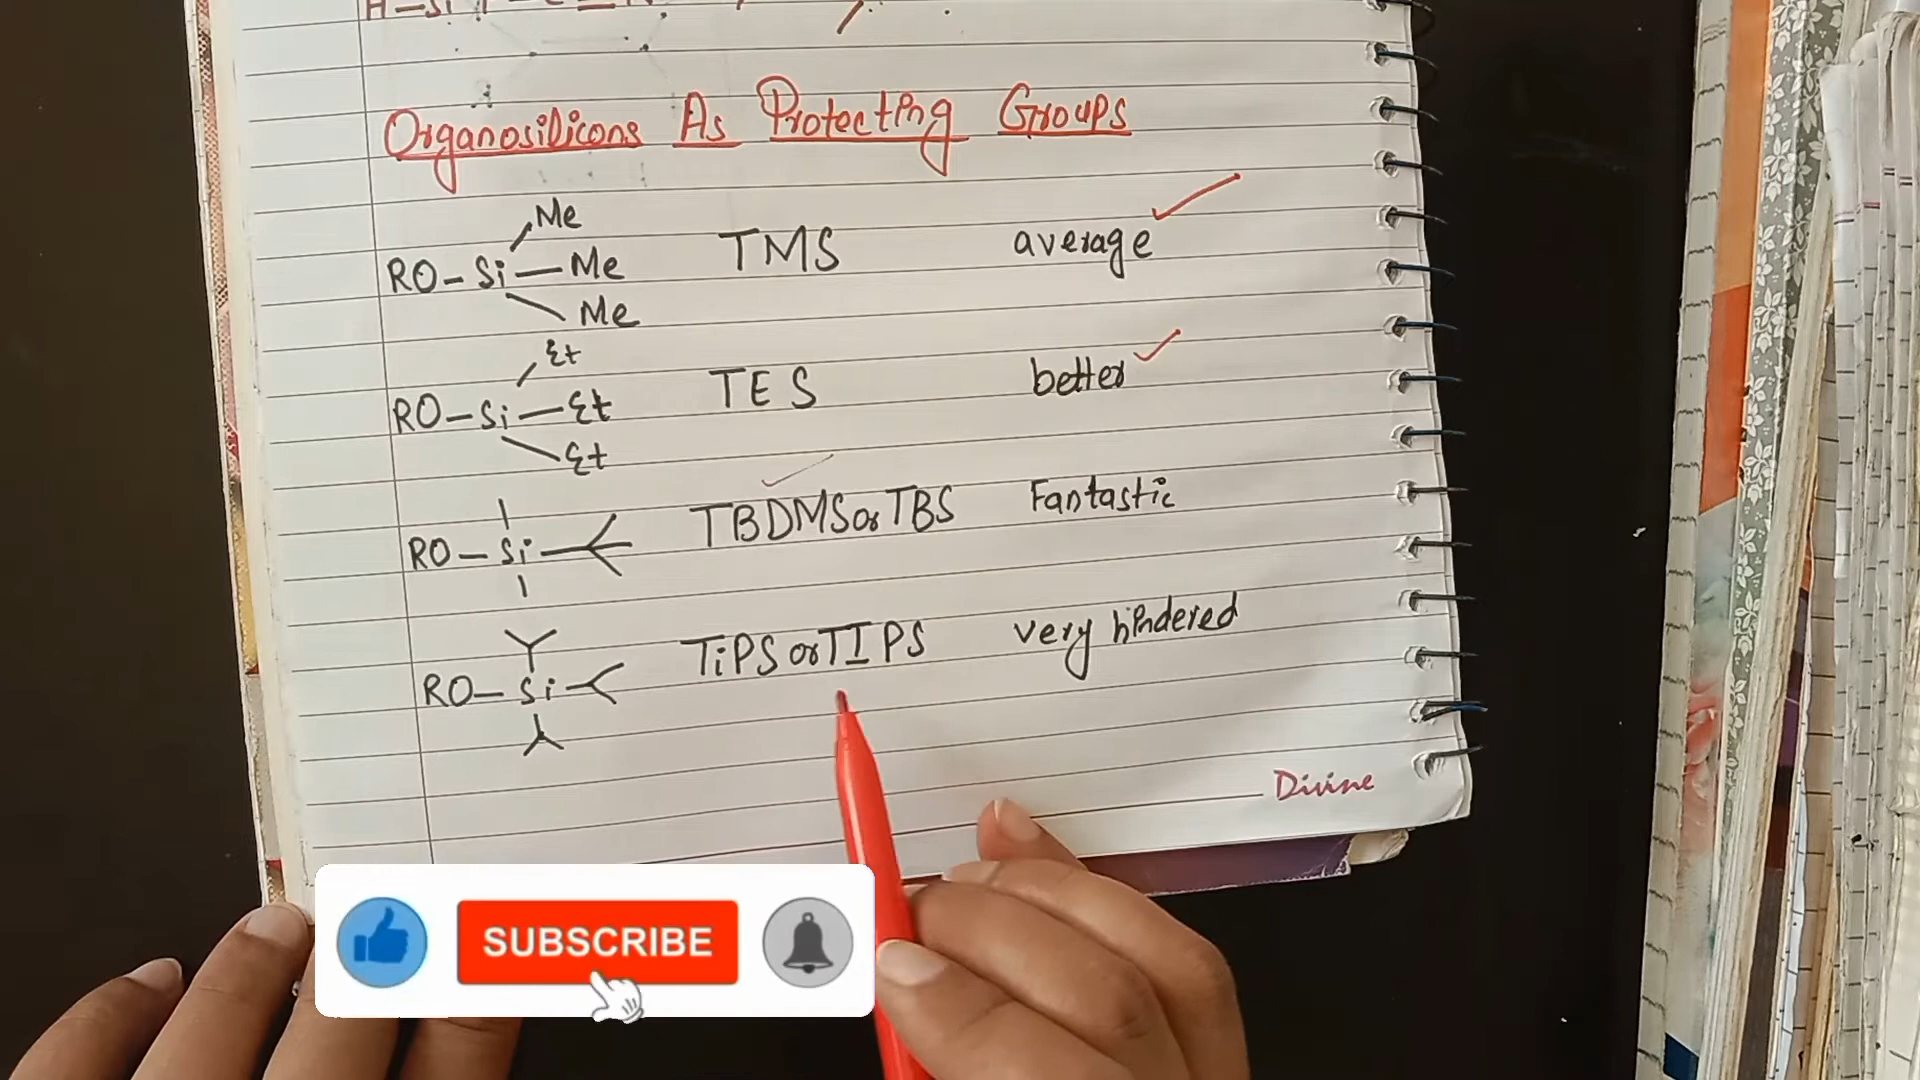 Organosilicons As Protecting Groups
Me
RO-Si-Me TMS average
Me
Et
RO-Si-Et TES better
Et
RO-Si TBDMS or TBS Fantastic
RO-Si TiPS or TIPS very hindered
Divine
SUBSCRIBE